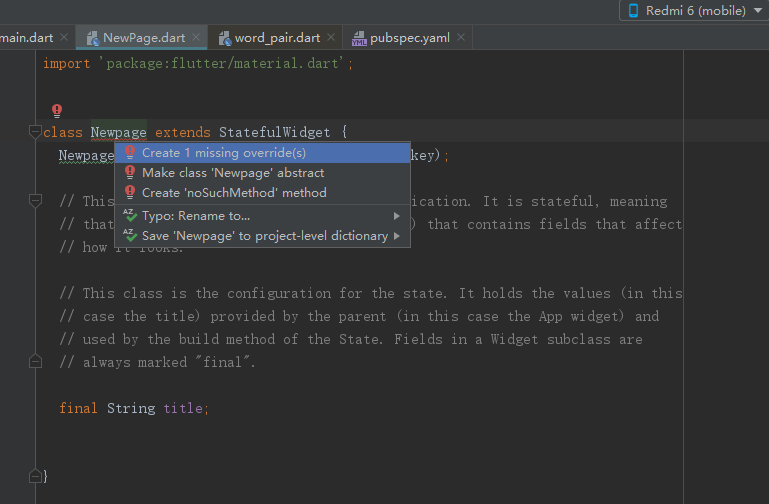 Redmi 6 (mobile)
main.dart NewPage.dart word_pair.dart pubspec.yaml
import 'package:flutter/material.dart';
class Newpage extends StatefulWidget {
Newpage key);
Create 1 missing override(s)
Make class 'Newpage' abstract
Create 'noSuchMethod' method
Typo: Rename to...
Save 'Newpage' to project-level dictionary
// This ication. It is stateful, meaning
// that ) that contains fields that affect
// how it looks.
// This class is the configuration for the state. It holds the values (in this
// case the title) provided by the parent (in this case the App widget) and
// used by the build method of the State. Fields in a Widget subclass are
// always marked "final".
final String title;
}